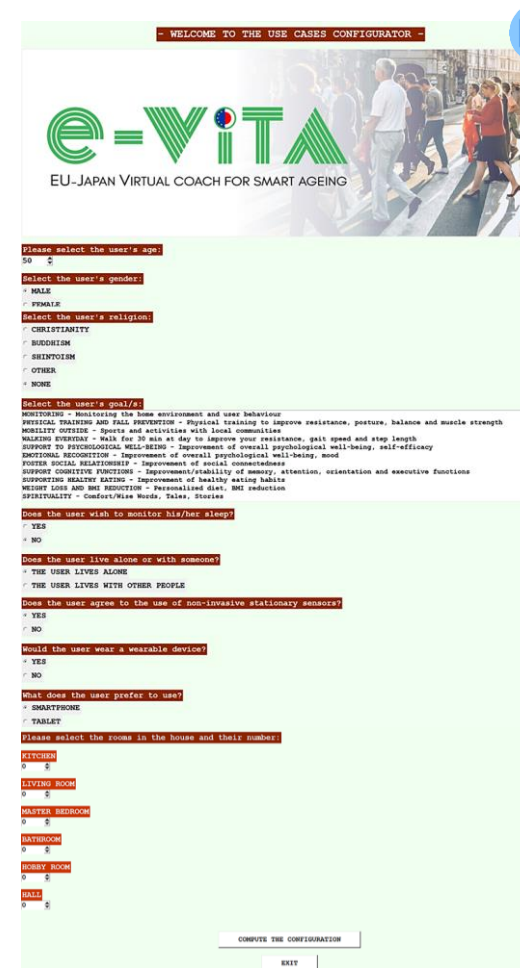 - WELCOME TO THE USE CASES CONFIGURATOR -
e-ViTA
EU-JAPAN VIRTUAL COACH FOR SMART AGEING
Please select the user's age:
50
Select the user's gender:
MALE
FEMALE
Select the user's religion:
CHRISTIANITY
BUDDHISM
SHINTOISM
OTHER
NONE
Select the user's goal/s:
MONITORING - Monitoring the home environment and user behaviour
PHYSICAL TRAINING AND FALL PREVENTION - Physical training to improve resistance, posture, balance and muscle strength
MOBILITY OUTSIDE - Sports and activities with local communities
WALKING EVERYDAY - Walk for 30 min at day to improve your resistance, gait speed and step length
SUPPORT TO PSYCHOLOGICAL WELL-BEING - Improvement of overall psychological well-being, self-efficacy
EMOTIONAL RECOGNITION - Improvement of overall psychological well-being, mood
FOSTER SOCIAL RELATIONSHIP - Improvement of social connectedness
SUPPORT COGNITIVE FUNCTIONS - Improvement/stability of memory, attention, orientation and executive functions
SUPPORTING HEALTHY EATING - Improvement of healthy eating habits
WEIGHT LOSS AND BMI REDUCTION - Personalized diet, BMI reduction
SPIRITUALITY - Comfort/Wise Words, Tales, Stories
Does the user wish to monitor his/her sleep?
YES
NO
Does the user live alone or with someone?
THE USER LIVES ALONE
THE USER LIVES WITH OTHER PEOPLE
Does the user agree to the use of non-invasive stationary sensors?
YES
NO
Would the user wear a wearable device?
YES
NO
What does the user prefer to use?
SMARTPHONE
TABLET
Please select the rooms in the house and their number:
KITCHEN
0
LIVING ROOM
0
MASTER BEDROOM
0
BATHROOM
0
HOBBY ROOM
0
HALL
0
COMPUTE THE CONFIGURATION
EXIT